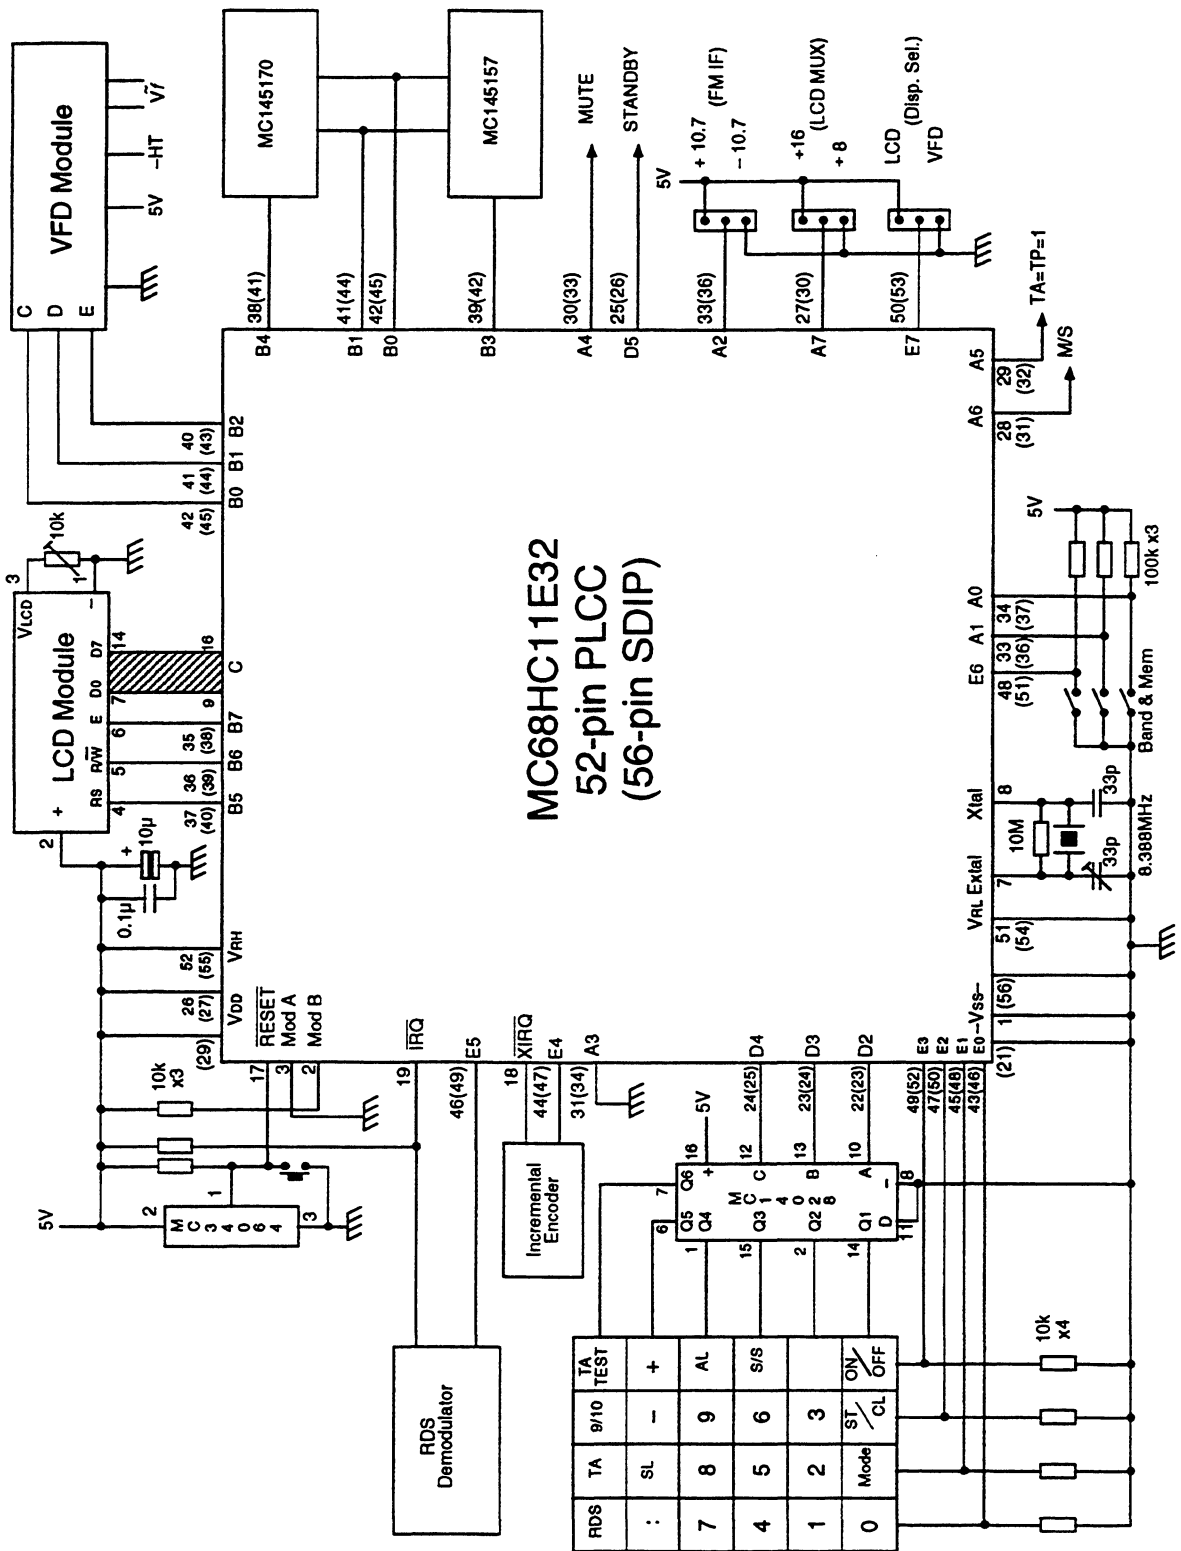 VFD Module
C
D
E
5V
–HT
Vf
LCD Module
VLCD
3
10k
1
–
+
2
RS
R/W
E
D0
D7
4
5
6
7
14
10µ
+
0.1µ
MC145170
MC145157
38(41)
B4
41(44)
B1
42(45)
B0
39(42)
B3
30(33)
A4
MUTE
25(26)
D5
STANDBY
5V
+ 10.7
(FM IF)
– 10.7
33(36)
A2
+16
(LCD MUX)
+ 8
27(30)
A7
LCD
(Disp. Sel.)
VFD
50(53)
E7
40
(43)
B2
41
(44)
B1
42
(45)
B0
16
C
9
35
(38)
B7
36
(39)
B6
37
(40)
B5
52
(55)
VRH
26
(27)
VDD
(29)
MC68HC11E32
52-pin PLCC
(56-pin SDIP)
A5
29
(32)
TA=TP=1
A6
28
(31)
M/S
5V
100k x3
A0
34
(37)
A1
33
(36)
E6
48
(51)
Band & Mem
Xtal
8
33p
10M
33p
8.388MHz
Extal
7
VRL
51
(54)
(56)
–VSS–
1
(21)
RESET
17
Mod A
3
Mod B
2
IRQ
19
E5
46(49)
XIRQ
18
E4
44(47)
A3
31(34)
D4
24(25)
D3
23(24)
D2
22(23)
E3
49(52)
E2
47(50)
E1
45(48)
E0
43(46)
10k
x3
5V
2
MC34064
1
3
RDS
Demodulator
Incremental
Encoder
5V
16
+
12
C
13
B
10
A
8
–
MC14028
7
Q6
6
Q5
Q4
1
Q3
15
Q2
2
Q1
14
D
11
RDS
TA
9/10
TA
TEST
:
SL
–
+
7
8
9
AL
4
5
6
S/S
1
2
3
0
Mode
ST/CL
ON/OFF
10k
x4